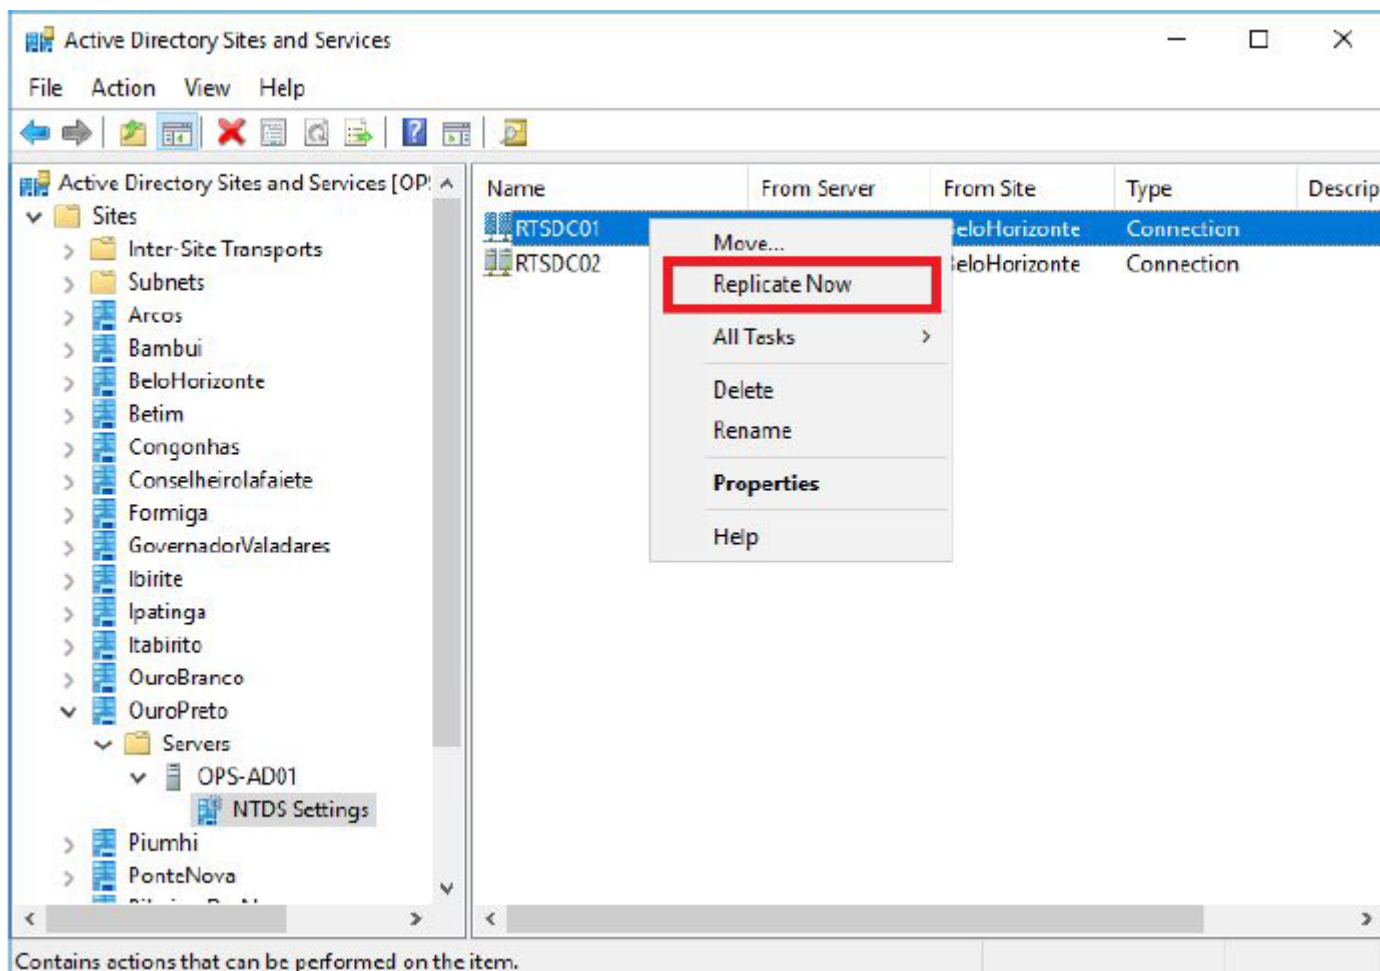 Active Directory Sites and Services
File Action View Help
Active Directory Sites and Services [OP
Sites
Inter-Site Transports
Subnets
Arcos
Bambui
BeloHorizonte
Betim
Congonhas
Conselheirolafaiete
Formiga
GovernadorValadares
Ibirite
Ipatinga
Itabirito
OuroBranco
OuroPreto
Servers
OPS-AD01
NTDS Settings
Piumhi
PonteNova
Name From Server From Site Type Descrip
RTSDC01 eloHorizonte Connection
RTSDC02 eloHorizonte Connection
Move...
Replicate Now
All Tasks
Delete
Rename
Properties
Help
Contains actions that can be performed on the item.